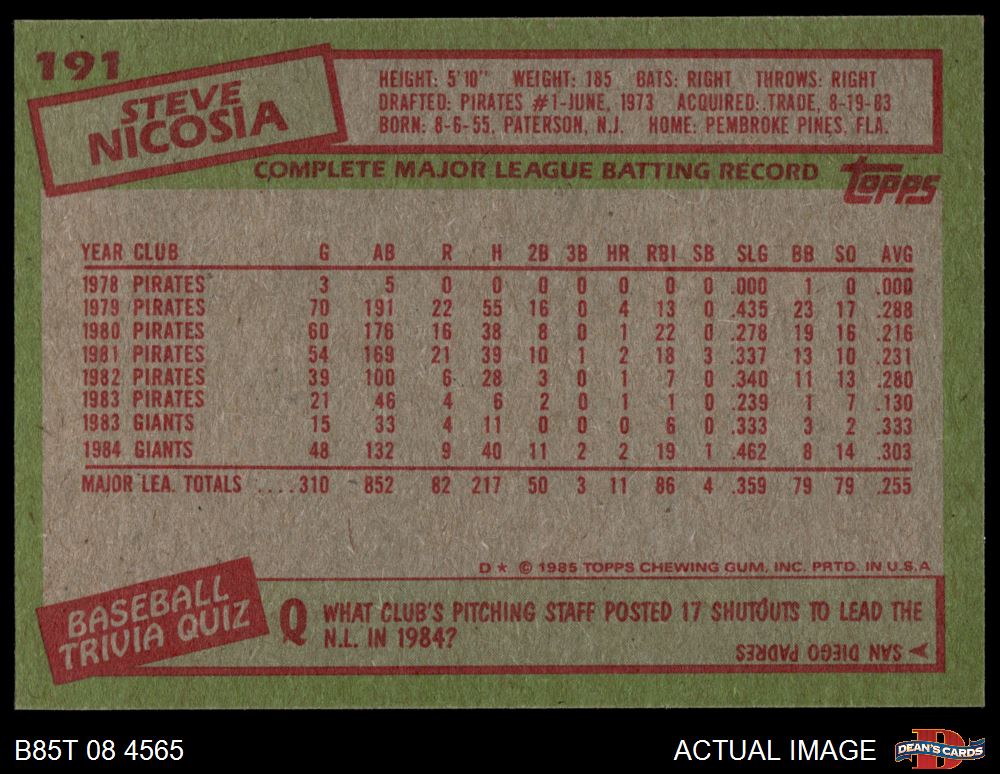 191
STEVE
NICOSIA
HEIGHT: 5'10" WEIGHT: 185 BATS: RIGHT THROWS: RIGHT
DRAFTED: PIRATES #1-JUNE, 1973 ACQUIRED: TRADE, 8-19-83
BORN: 8-6-55, PATERSON, N.J. HOME: PEMBROKE PINES, FLA.
COMPLETE MAJOR LEAGUE BATTING RECORD
topps
YEAR CLUB G AB R H 2B 3B HR RBI SB SLG BB SO AVG
1978 PIRATES 3 5 0 0 0 0 0 0 0 .000 1 0 .000
1979 PIRATES 70 191 22 55 16 0 4 13 0 .435 23 17 .288
1980 PIRATES 60 176 16 38 8 0 1 22 0 .278 19 16 .216
1981 PIRATES 54 169 21 39 10 1 2 18 3 .337 13 10 .231
1982 PIRATES 39 100 6 28 3 0 1 7 0 .340 11 13 .280
1983 PIRATES 21 46 4 6 2 0 1 1 0 .239 1 7 .130
1983 GIANTS 15 33 4 11 0 0 0 6 0 .333 3 2 .333
1984 GIANTS 48 132 9 40 11 2 2 19 1 .462 8 14 .303
MAJOR LEA. TOTALS ....310 852 82 217 50 3 11 86 4 .359 79 79 .255
D* © 1985 TOPPS CHEWING GUM, INC. PRTD. IN U.S.A
BASEBALL
TRIVIA QUIZ
Q WHAT CLUB'S PITCHING STAFF POSTED 17 SHUTOUTS TO LEAD THE
N.L. IN 1984?
A SAN DIEGO PADRES
B85T 08 4565
ACTUAL IMAGE
D
DEAN'S CARDS